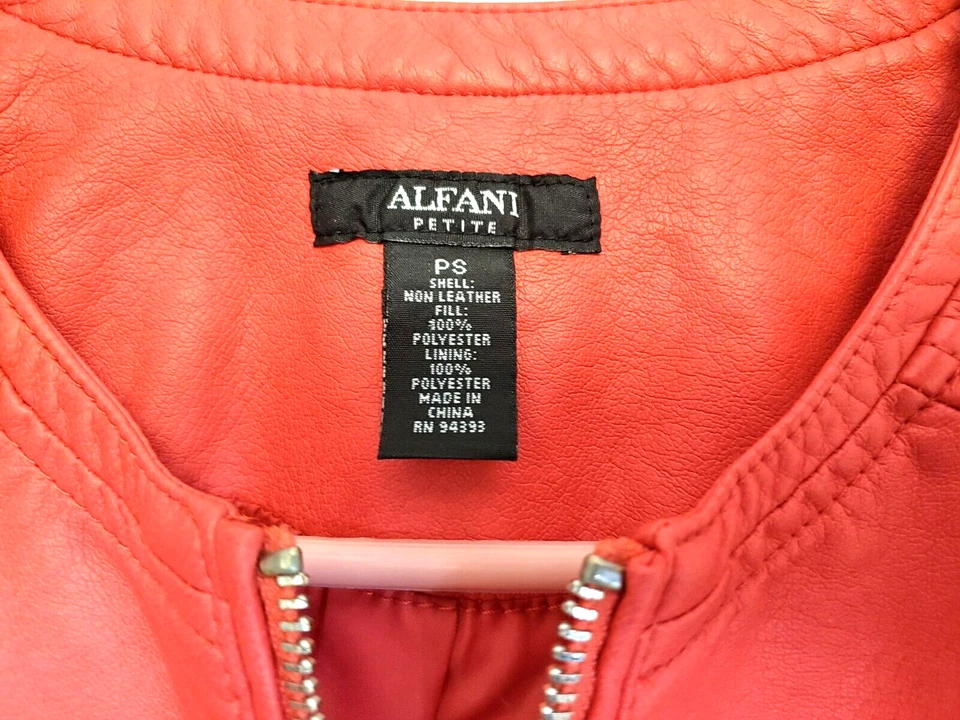 ALFANI
PETITE
PS
SHELL:
NON LEATHER
FILL:
100%
POLYESTER
LINING:
100%
POLYESTER
MADE IN
CHINA
RN 94393